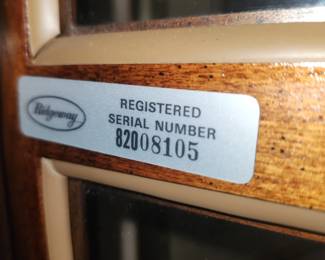 Ridgeway
REGISTERED
SERIAL NUMBER
82008105